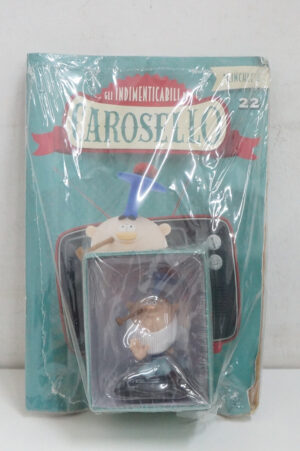 gli INDIMENTICABILI
CAROSELLO
22